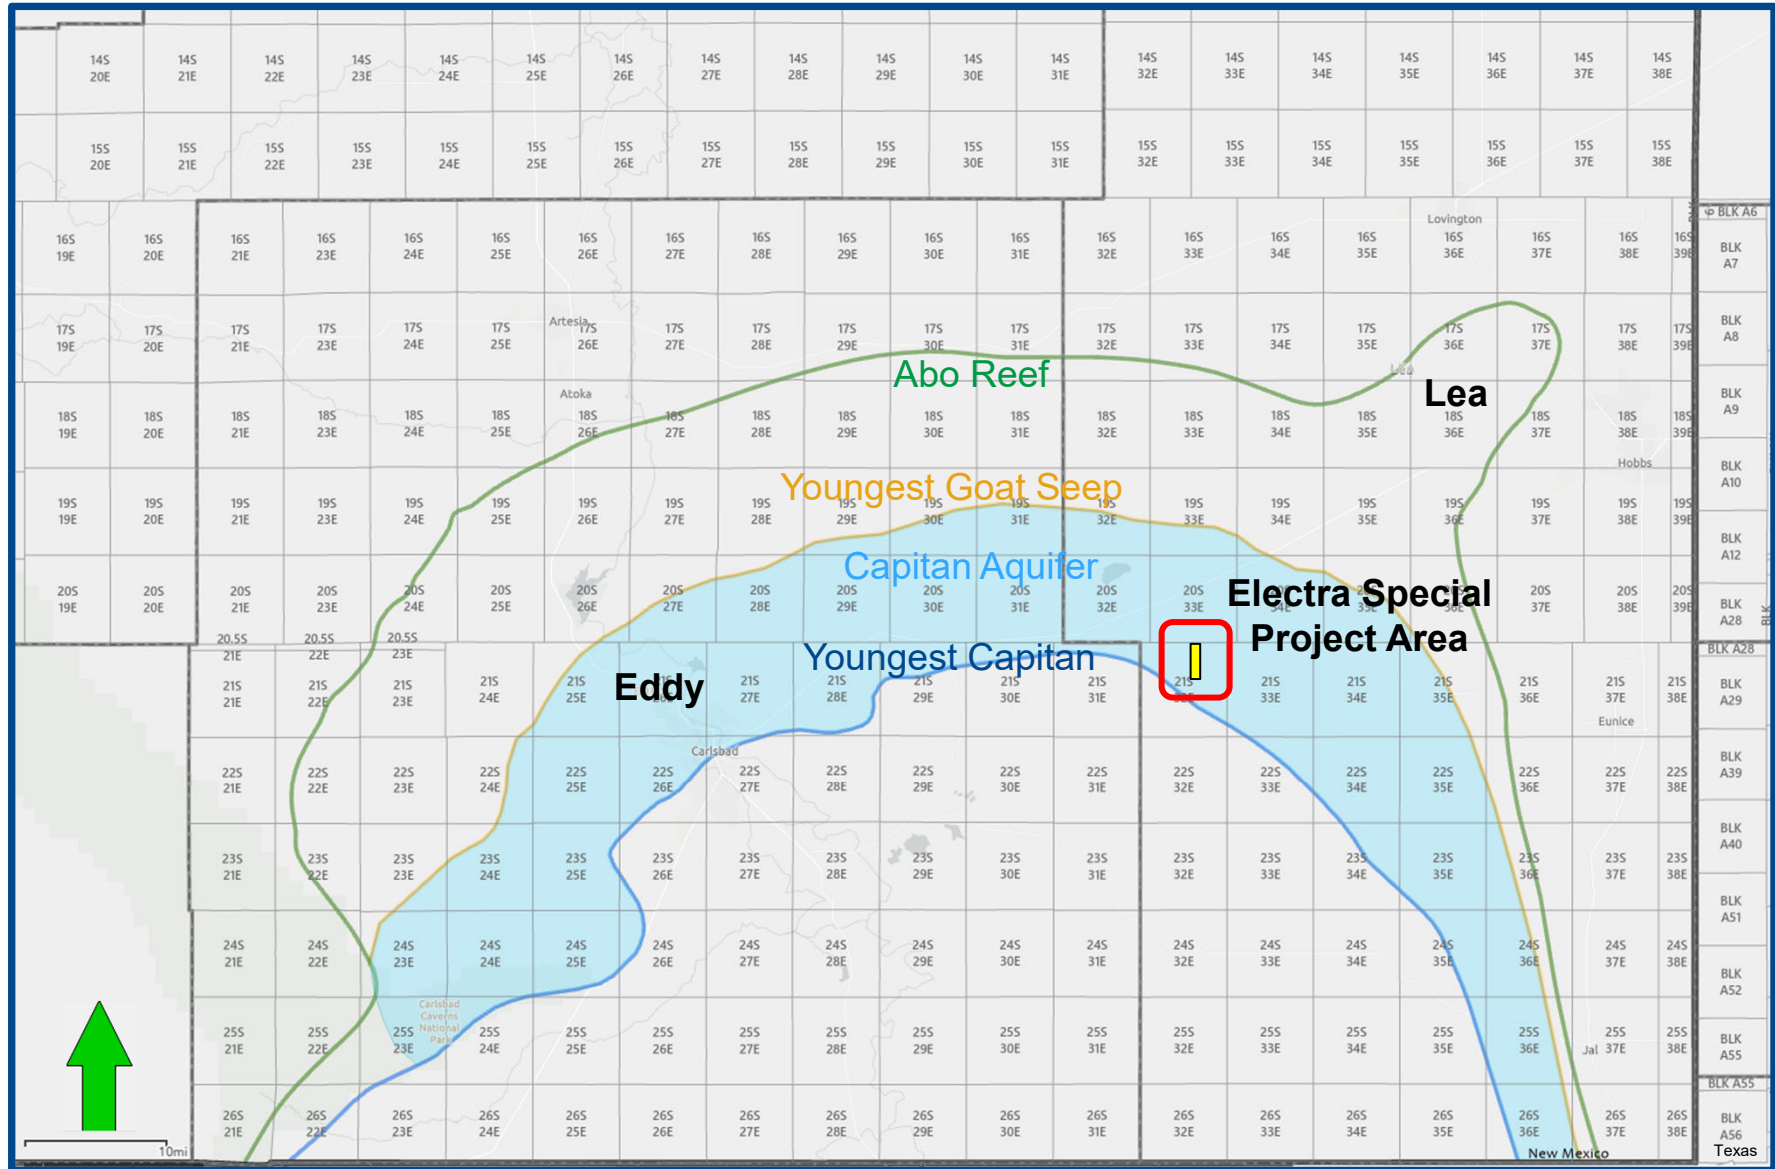 14S 14S 14S 14S 14S 14S 14S 14S 14S 14S 14S 14S 14S 14S 14S 14S 14S 14S 14S
20E 21E 22E 23E 24E 25E 26E 27E 28E 29E 30E 31E 32E 33E 34E 35E 36E 37E 38E
15S 15S 15S 15S 15S 15S 15S 15S 15S 15S 15S 15S 15S 15S 15S 15S 15S 15S 15S
20E 21E 22E 23E 24E 25E 26E 27E 28E 29E 30E 31E 32E 33E 34E 35E 36E 37E 38E
BLK A6
Lovington
16S 16S 16S 16S 16S 16S 16S 16S 16S 16S 16S 16S 16S 16S 16S 16S 16S 16S 16S 16S BLK
19E 20E 21E 23E 24E 25E 26E 27E 28E 29E 30E 31E 32E 33E 34E 35E 36E 37E 38E 39E A7
Artesia
17S 17S 17S 17S 17S 17S 17S 17S 17S 17S 17S 17S 17S 17S 17S 17S 17S 17S 17S 17S BLK
19E 20E 21E 23E 24E 25E 26E 27E 28E 29E 30E 31E 32E 33E 34E 35E 36E 37E 38E 39E A8
Abo Reef
Lea
Lea
Atoka
18S 18S 18S 18S 18S 18S 18S 18S 18S 18S 18S 18S 18S 18S 18S 18S 18S 18S 18S 18S BLK
19E 20E 21E 23E 24E 25E 26E 27E 28E 29E 30E 31E 32E 33E 34E 35E 36E 37E 38E 39E A9
Hobbs
BLK
A10
Youngest Goat Seep
19S 19S 19S 19S 19S 19S 19S 19S 19S 19S 19S 19S 19S 19S 19S 19S 19S 19S 19S 19S
19E 20E 21E 23E 24E 25E 26E 27E 28E 29E 30E 31E 32E 33E 34E 35E 36E 37E 38E 39E
BLK
A12
Capitan Aquifer
20S 20S 20S 20S 20S 20S 20S 20S 20S 20S 20S 20S 20S 20S 20S 20S 20S 20S 20S 20S BLK
19E 20E 21E 23E 24E 25E 26E 27E 28E 29E 30E 31E 32E 33E 34E 35E 36E 37E 38E 39E A28
Electra Special
Project Area
20.5S 20.5S 20.5S
21E 22E 23E
BLK A28
Youngest Capitan
Eddy
21S 21S 21S 21S 21S 21S 21S 21S 21S 21S 21S 21S 21S 21S 21S 21S 21S 21S BLK
21E 22E 23E 24E 25E 26E 27E 28E 29E 30E 31E 32E 33E 34E 35E 36E 37E 38E A29
Eunice
Carlsbad
22S 22S 22S 22S 22S 22S 22S 22S 22S 22S 22S 22S 22S 22S 22S 22S 22S 22S BLK
21E 22E 23E 24E 25E 26E 27E 28E 29E 30E 31E 32E 33E 34E 35E 36E 37E 38E A39
BLK
A40
23S 23S 23S 23S 23S 23S 23S 23S 23S 23S 23S 23S 23S 23S 23S 23S 23S 23S
21E 22E 23E 24E 25E 26E 27E 28E 29E 30E 31E 32E 33E 34E 35E 36E 37E 38E
BLK
A51
24S 24S 24S 24S 24S 24S 24S 24S 24S 24S 24S 24S 24S 24S 24S 24S 24S 24S
21E 22E 23E 24E 25E 26E 27E 28E 29E 30E 31E 32E 33E 34E 35E 36E 37E 38E
BLK
A52
Carlsbad
Caverns
National
Park
25S 25S 25S 25S 25S 25S 25S 25S 25S 25S 25S 25S 25S 25S 25S 25S 25S 25S BLK
21E 22E 23E 24E 25E 26E 27E 28E 29E 30E 31E 32E 33E 34E 35E 36E Jal 37E 38E A55
BLK A55
26S 26S 26S 26S 26S 26S 26S 26S 26S 26S 26S 26S 26S 26S 26S 26S 26S 26S BLK
21E 22E 23E 24E 25E 26E 27E 28E 29E 30E 31E 32E 33E 34E 35E 36E 37E 38E A56
10mi
New Mexico
Texas